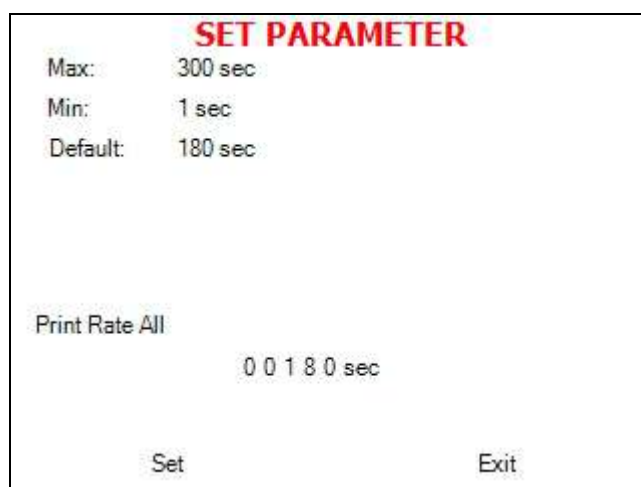 SET PARAMETER
Max: 300 sec
Min: 1 sec
Default: 180 sec
Print Rate All
0 0 1 8 0 sec
Set Exit